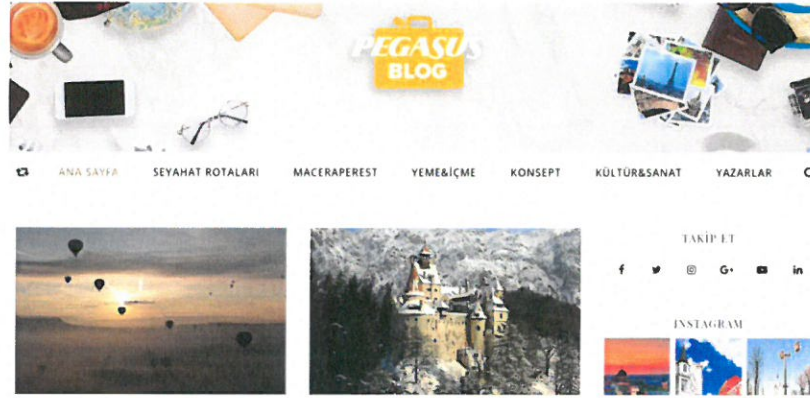 PEGASUS
BLOG
ANA SAYFA
SEYAHAT ROTALARI
MACERAPEREST
YEME&İÇME
KONSEPT
KÜLTÜR&SANAT
YAZARLAR
TAKİP ET
INSTAGRAM